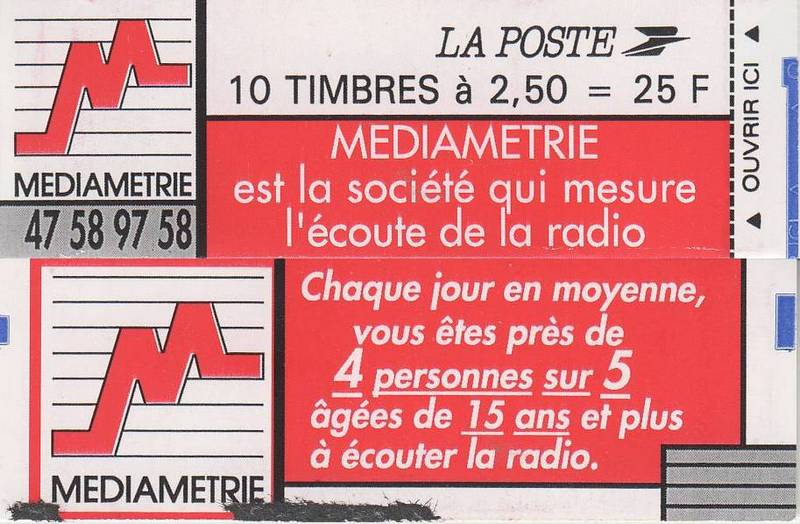 LA POSTE
10 TIMBRES à 2,50 = 25 F
MEDIAMETRIE
47 58 97 58
MEDIAMETRIE
est la société qui mesure
l'écoute de la radio
OUVRIR ICI
MEDIAMETRIE
Chaque jour en moyenne,
vous êtes près de
4 personnes sur 5
âgées de 15 ans et plus
à écouter la radio.